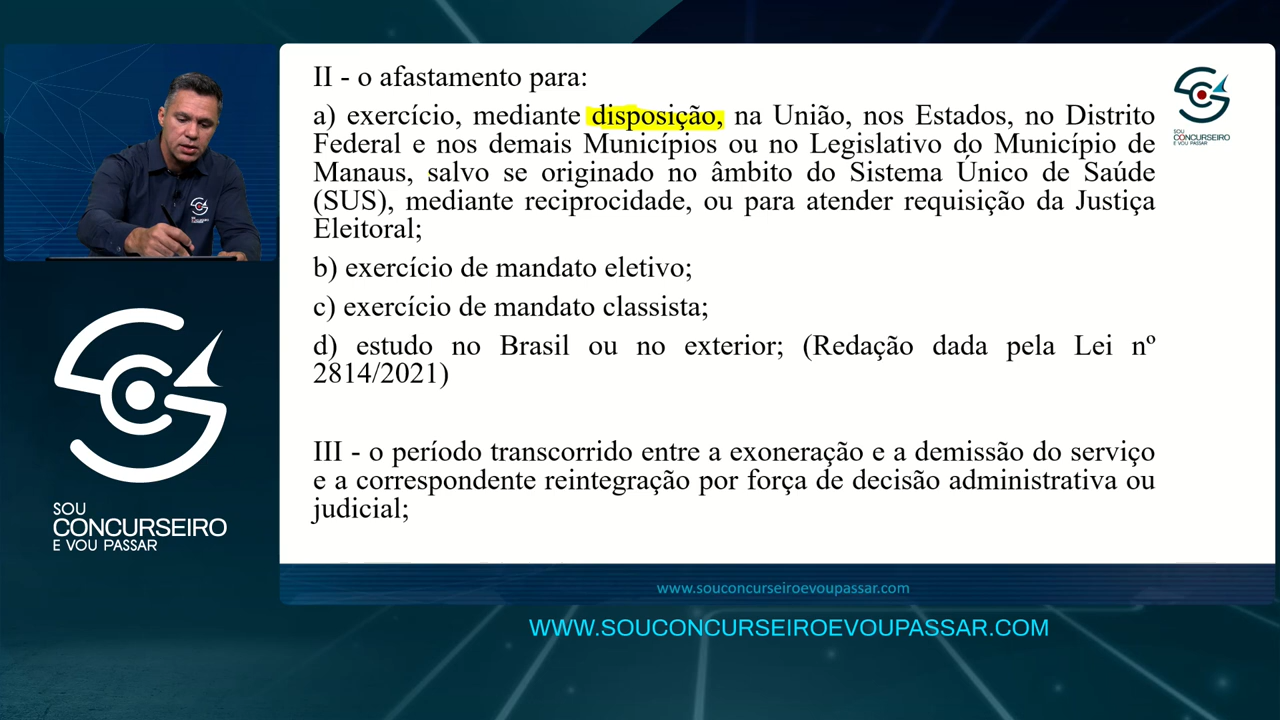 II - o afastamento para:
a) exercício, mediante disposição, na União, nos Estados, no Distrito
Federal e nos demais Municípios ou no Legislativo do Município de
Manaus, salvo se originado no âmbito do Sistema Único de Saúde
(SUS), mediante reciprocidade, ou para atender requisição da Justiça
Eleitoral;
b) exercício de mandato eletivo;
c) exercício de mandato classista;
d) estudo no Brasil ou no exterior; (Redação dada pela Lei nº
2814/2021)
III - o período transcorrido entre a exoneração e a demissão do serviço
e a correspondente reintegração por força de decisão administrativa ou
judicial;
SOU
CONCURSEIRO
E VOU PASSAR
SOU
CONCURSEIRO
E VOU PASSAR
www.souconcurseiroevoupassar.com
WWW.SOUCONCURSEIROEVOUPASSAR.COM